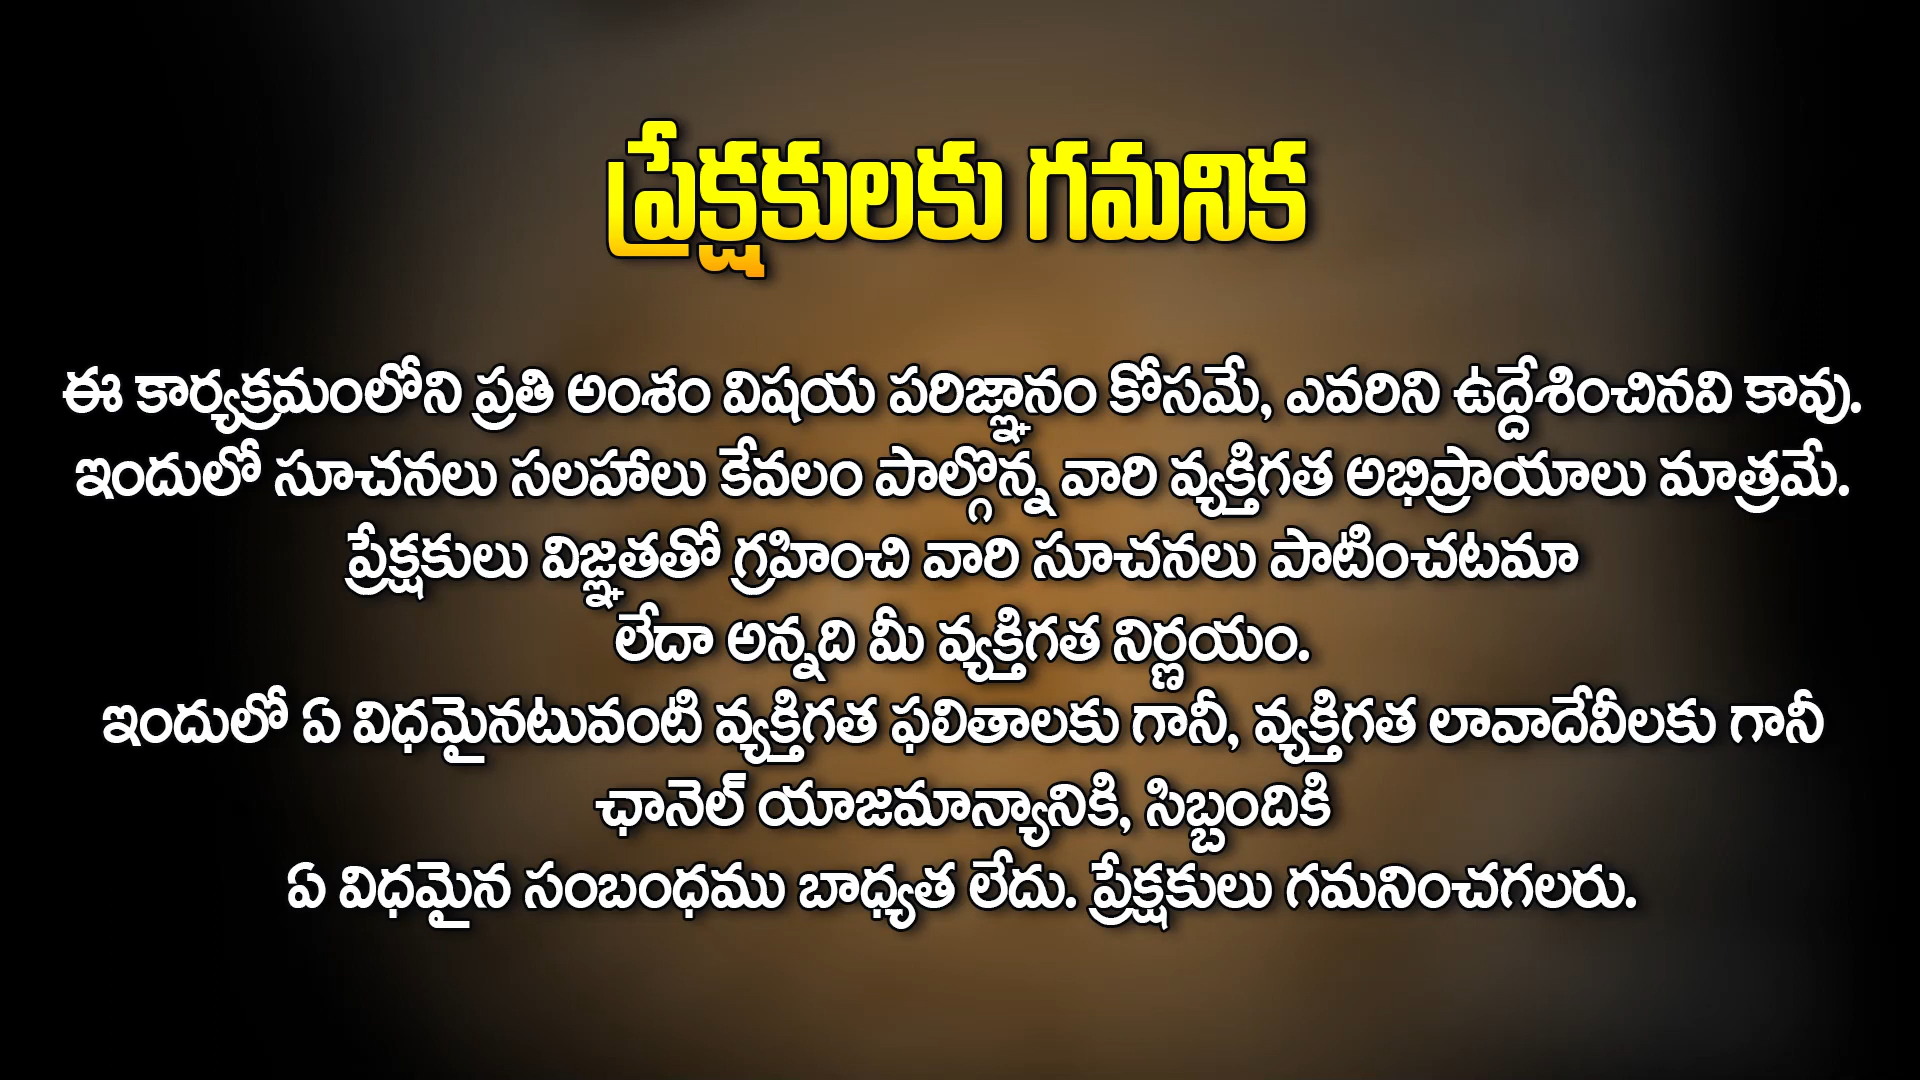 ప్రేక్షకులకు గమనిక
ఈ కార్యక్రమంలోని ప్రతి అంశం విషయ పరిజ్ఞానం కోసమే, ఎవరిని ఉద్దేశించినవి కావు.
ఇందులో సూచనలు సలహాలు కేవలం పాల్గొన్న వారి వ్యక్తిగత అభిప్రాయాలు మాత్రమే.
ప్రేక్షకులు విజ్ఞతతో గ్రహించి వారి సూచనలు పాటించటమా
లేదా అన్నది మీ వ్యక్తిగత నిర్ణయం.
ఇందులో ఏ విధమైనటువంటి వ్యక్తిగత ఫలితాలకు గానీ, వ్యక్తిగత లావాదేవీలకు గానీ
ఛానెల్ యాజమాన్యానికి, సిబ్బందికి
ఏ విధమైన సంబంధము బాధ్యత లేదు. ప్రేక్షకులు గమనించగలరు.